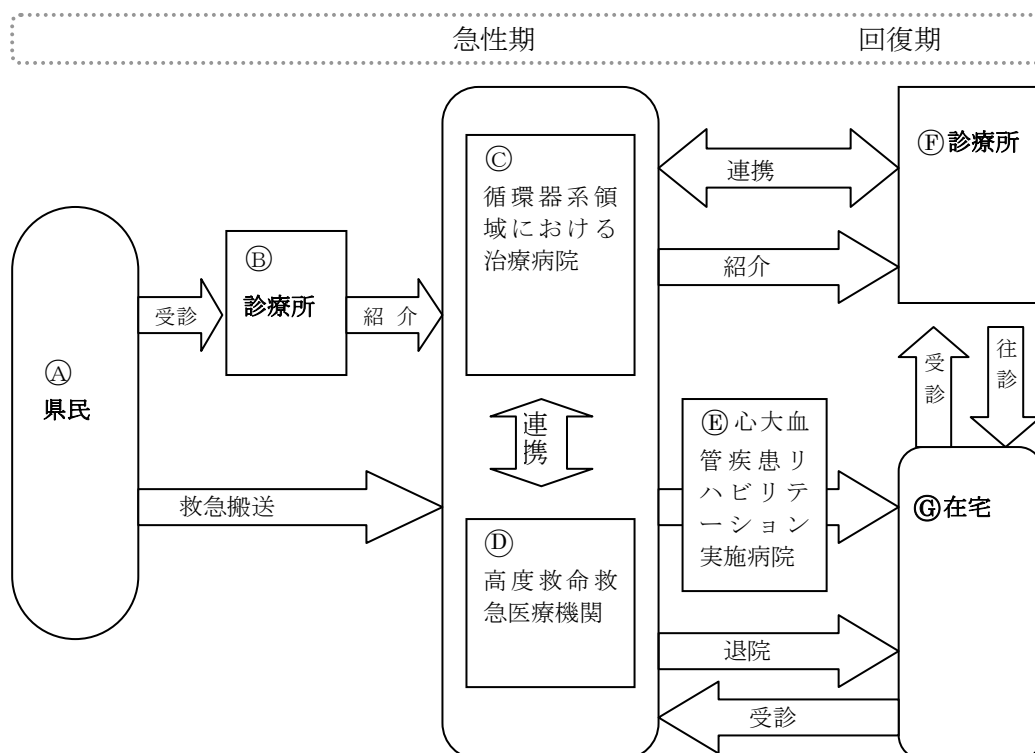 急性期
回復期
Ⓐ
県民
受診
Ⓑ
診療所
紹介
救急搬送
Ⓒ
循環器系領
域における
治療病院
連
携
Ⓓ
高度救命救
急医療機関
連携
紹介
Ⓔ心大血
管疾患リ
ハビリテ
ーション
実施病院
退院
受診
Ⓕ診療所
受
診
往
診
Ⓖ在宅